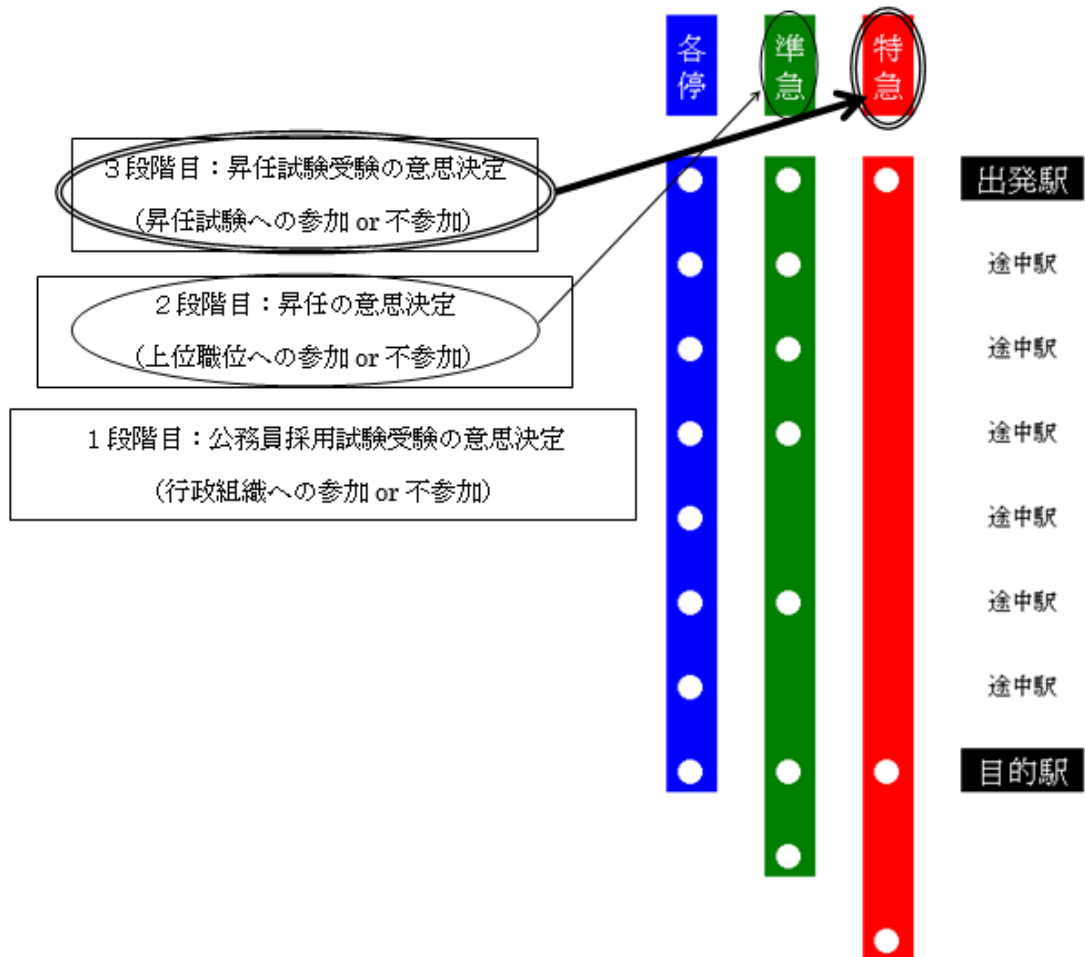 各停
準急
特急
3段階目：昇任試験受験の意思決定
(昇任試験への参加 or 不参加)
2段階目：昇任の意思決定
(上位職位への参加 or 不参加)
1段階目：公務員採用試験受験の意思決定
(行政組織への参加 or 不参加)
出発駅
途中駅
途中駅
途中駅
途中駅
途中駅
途中駅
目的駅